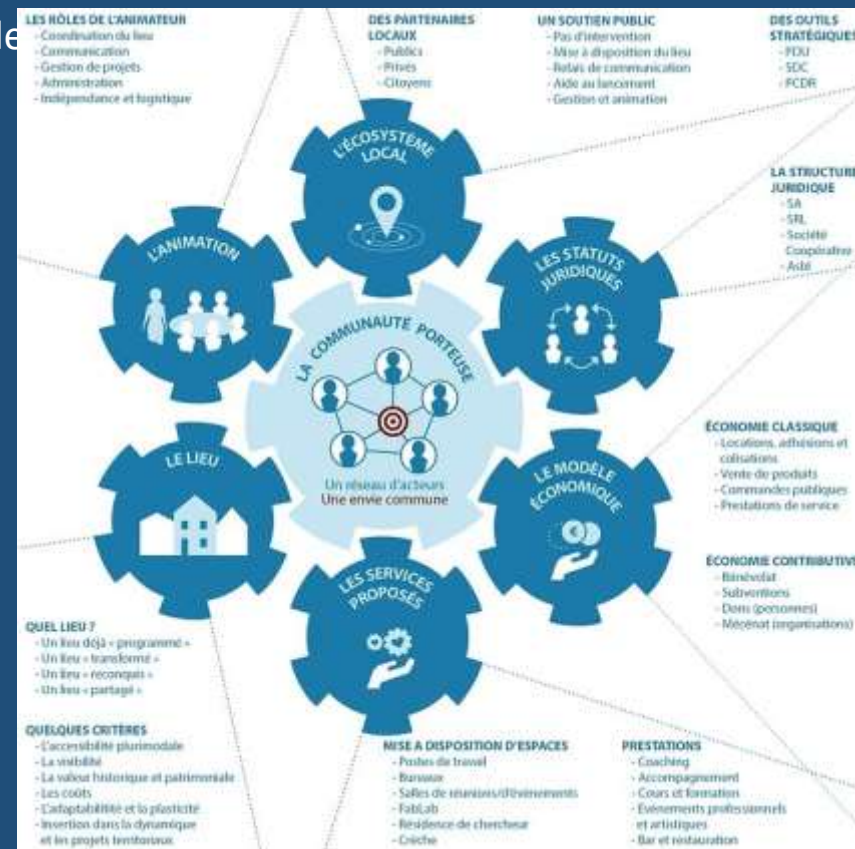 LES RÔLES DE L'ANIMATEUR
- Coordination du lieu
- Communication
- Gestion de projets
- Administration
- Indépendance et logistique
DES PARTENAIRES
LOCAUX
- Publics
- Privés
- Citoyens
UN SOUTIEN PUBLIC
- Pas d'intervention
- Mise à disposition du lieu
- Relais de communication
- Aide au lancement
- Gestion et animation
DES OUTILS
STRATÉGIQUES
- SDC
L'ÉCOSYSTÈME
LOCAL
L'ANIMATION
LES STATUTS
JURIDIQUES
LA STRUCTURE
JURIDIQUE
- SA
- SRL
- Société
Coopérative
LA COMMUNAUTÉ PORTEUSE
Un réseau d'acteurs
Une envie commune
LE LIEU
LE MODÈLE
ÉCONOMIQUE
LES SERVICES
PROPOSÉS
ÉCONOMIE CLASSIQUE
- Locations, adhésions et
cotisations
- Vente de produits
- Commandes publiques
- Prestations de service
ÉCONOMIE CONTRIBUTIVE
- Bénévolat
- Subventions
- Dons (personnes)
- Mécénat (organisations)
QUEL LIEU ?
- Un lieu déjà « programmé »
- Un lieu « transformé »
- Un lieu « reconquis »
- Un lieu « partagé »
QUELQUES CRITÈRES
- L'accessibilité plurimodale
- La visibilité
- La valeur historique et patrimoniale
- Les coûts
- L'adaptabilité et la plasticité
- Insertion dans la dynamique
et les projets territoriaux
MISE A DISPOSITION D'ESPACES
- Postes de travail
- Bureaux
- Salles de réunions/d'évènements
- FabLab
- Résidence de chercheur
- Crèche
PRESTATIONS
- Coaching
- Accompagnement
- Cours et formation
- Evènements professionnels
et artistiques
- Bar et restauration